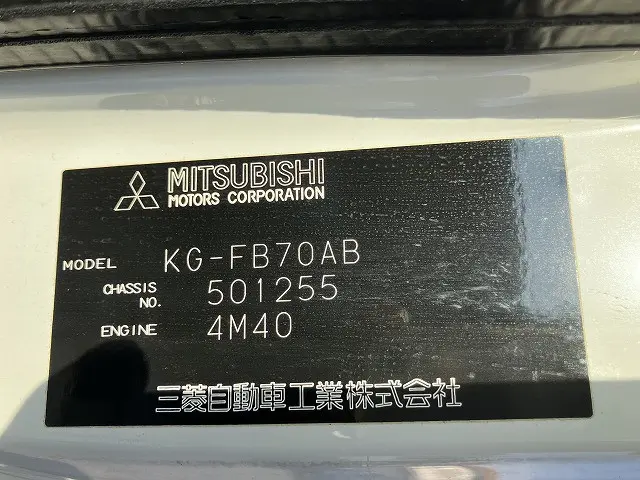 MITSUBISHI
MOTORS CORPORATION
MODEL KG-FB70AB
CHASSIS NO. 501255
ENGINE 4M40
三菱自動車工業株式会社